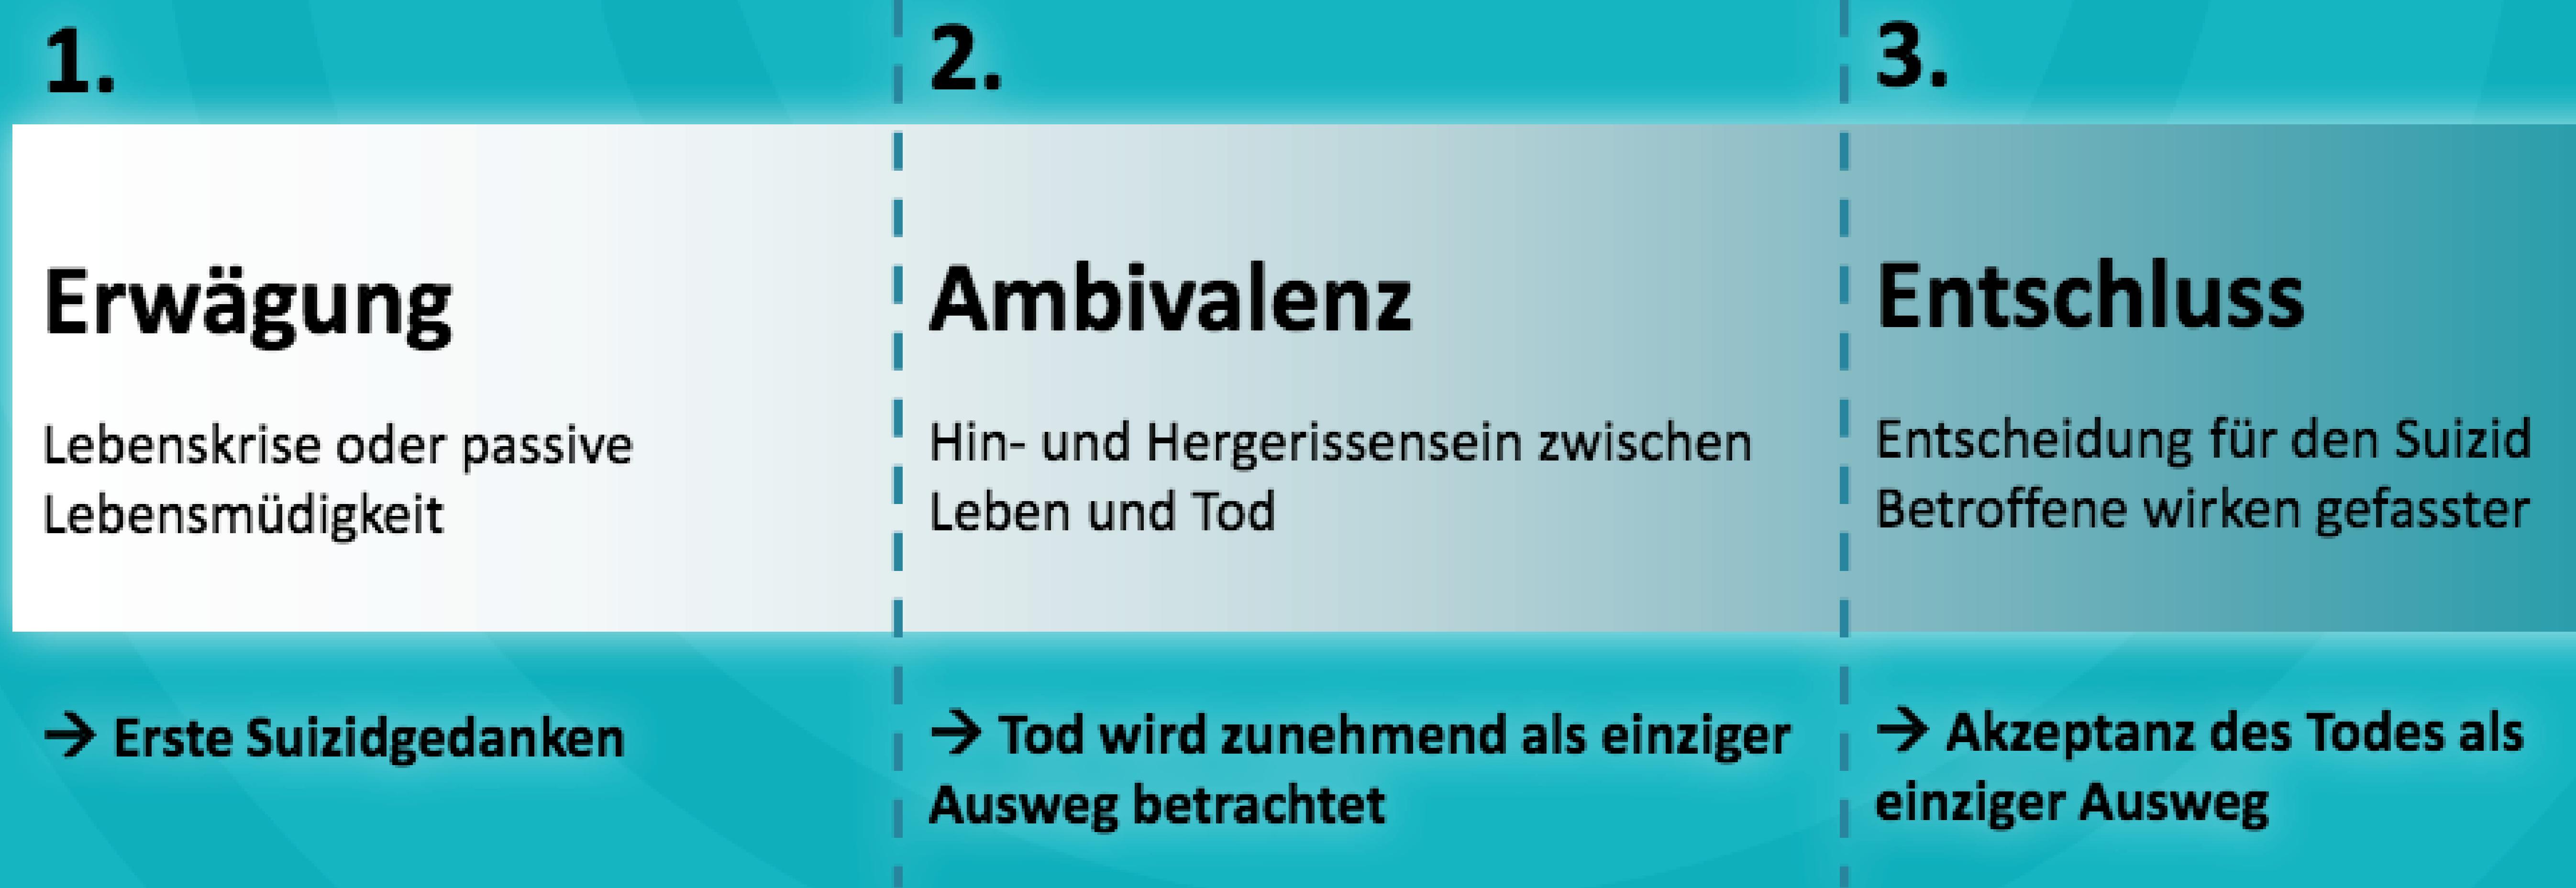 1.
Erwägung
Lebenskrise oder passive
Lebensmüdigkeit
→ Erste Suizidgedanken
2.
Ambivalenz
Hin- und Hergerissensein zwischen
Leben und Tod
→ Tod wird zunehmend als einziger
Ausweg betrachtet
3.
Entschluss
Entscheidung für den Suizid
Betroffene wirken gefasster
→ Akzeptanz des Todes als
einziger Ausweg